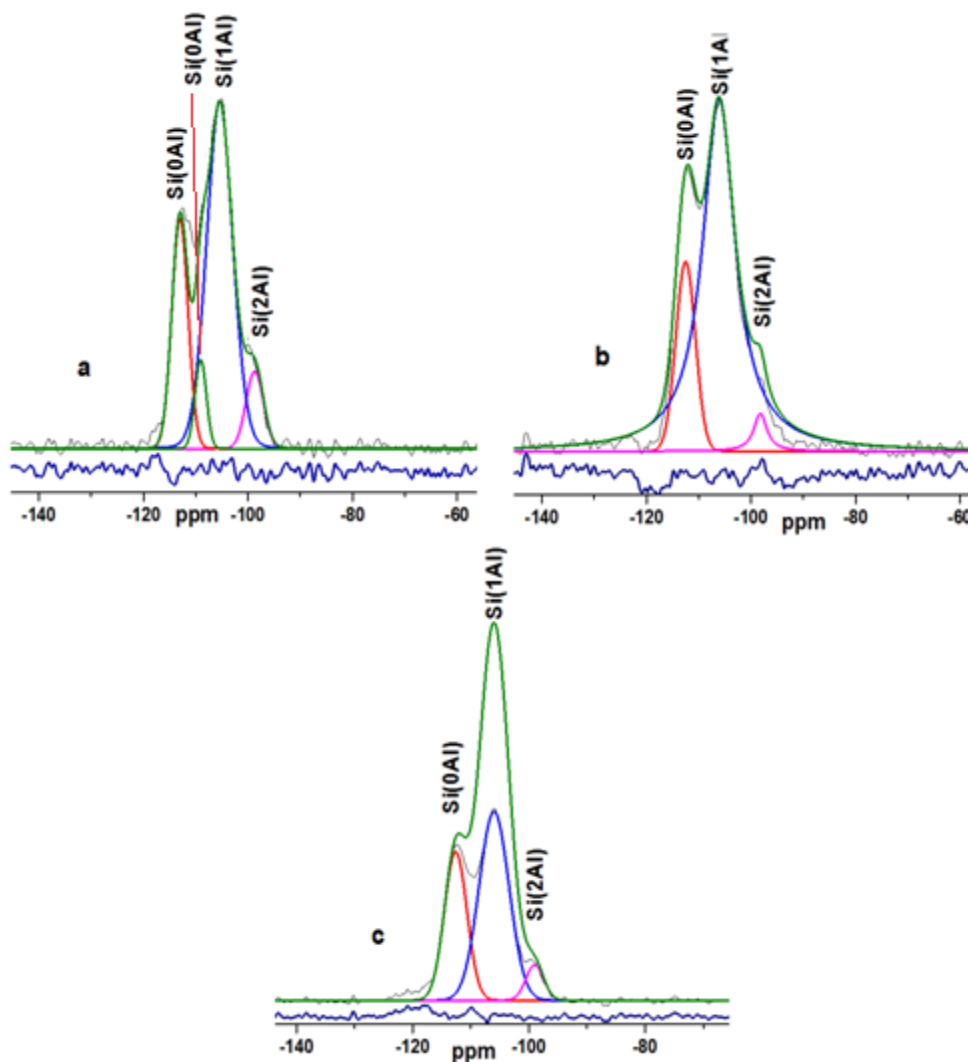 Si(0Al)
Si(0Al)
Si(1Al)
Si(2Al)
a
-140
-120
ppm
-100
-80
-60
Si(0Al)
Si(1Al
Si(2Al)
b
-140
-120
-100
ppm
-80
-60
Si(0Al)
Si(1Al)
Si(2Al)
c
-140
-120
ppm
-100
-80